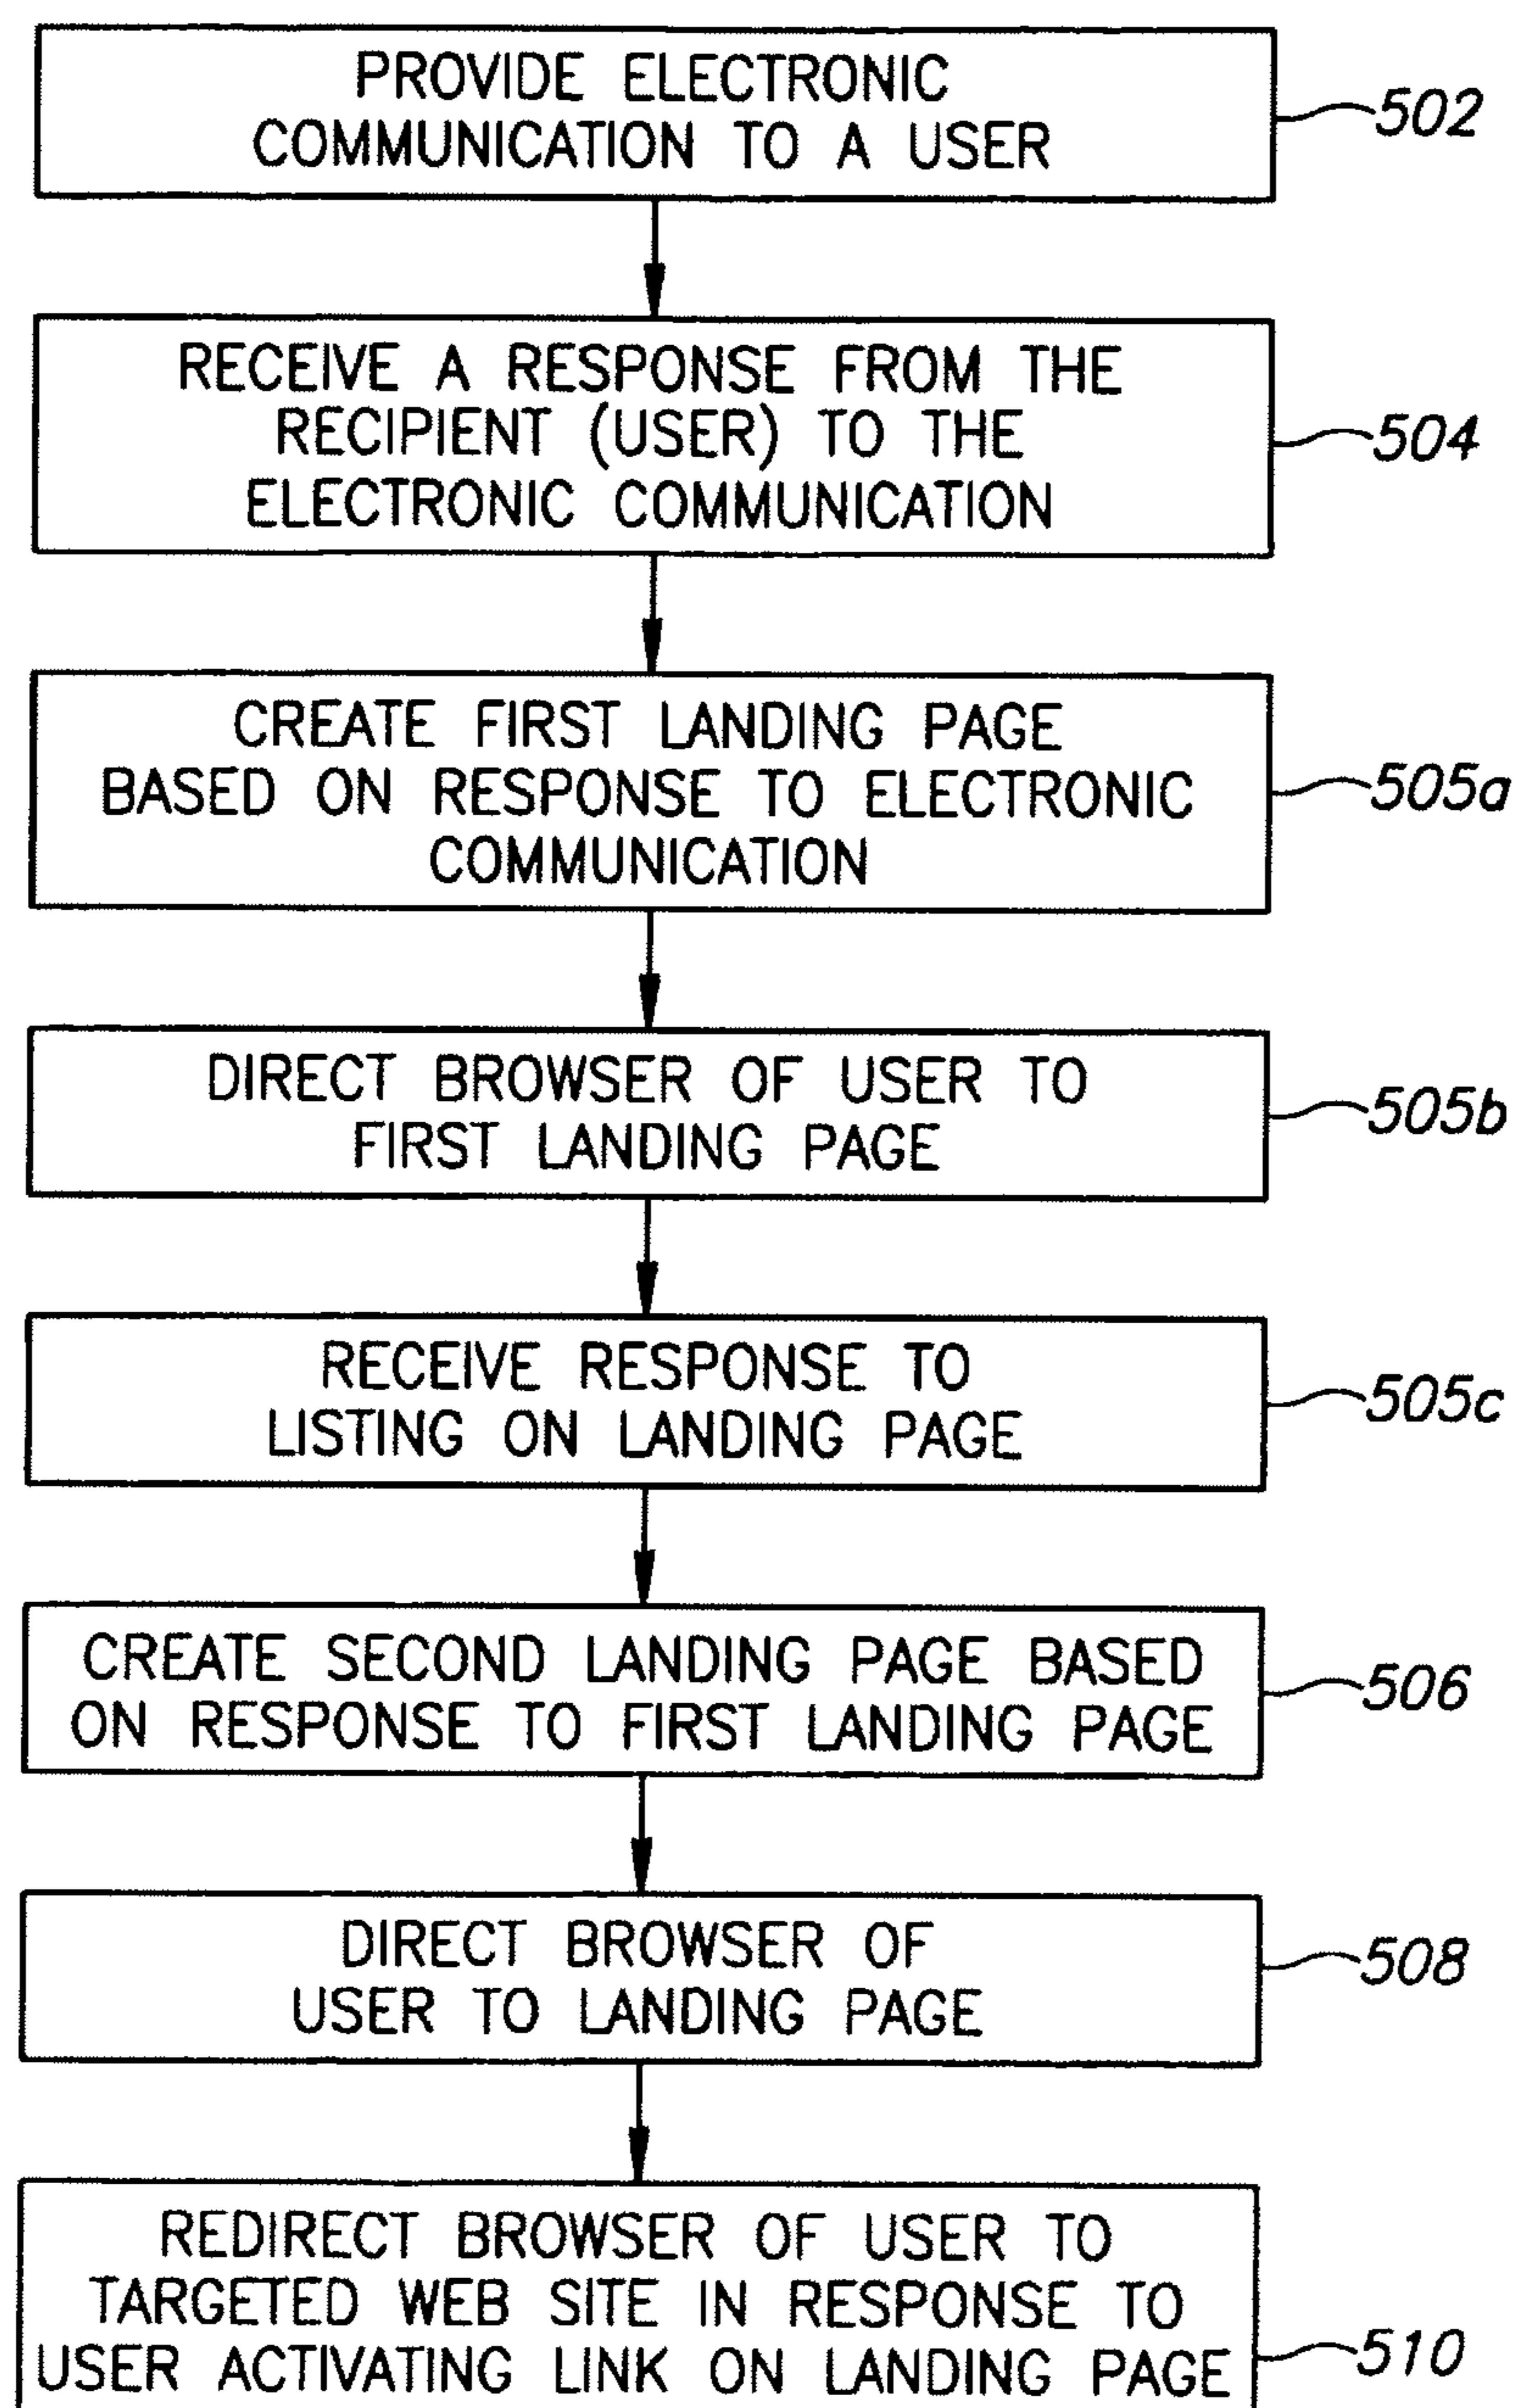 PROVIDE ELECTRONIC
COMMUNICATION TO A USER
502
RECEIVE A RESPONSE FROM THE
RECIPIENT (USER) TO THE
ELECTRONIC COMMUNICATION
504
CREATE FIRST LANDING PAGE
BASED ON RESPONSE TO ELECTRONIC
COMMUNICATION
505a
DIRECT BROWSER OF USER TO
FIRST LANDING PAGE
505b
RECEIVE RESPONSE TO
LISTING ON LANDING PAGE
505c
CREATE SECOND LANDING PAGE BASED
ON RESPONSE TO FIRST LANDING PAGE
506
DIRECT BROWSER OF
USER TO LANDING PAGE
508
REDIRECT BROWSER OF USER TO
TARGETED WEB SITE IN RESPONSE TO
USER ACTIVATING LINK ON LANDING PAGE
510